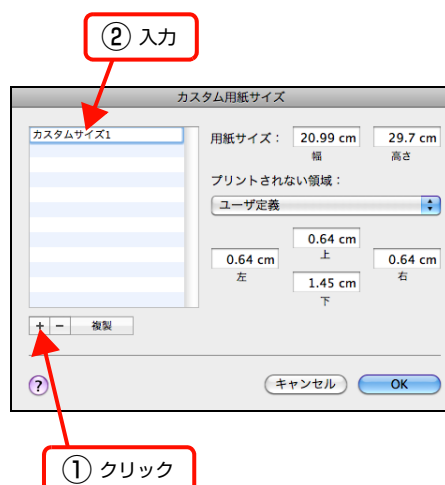 ② 入力
カスタム用紙サイズ
カスタムサイズ1
用紙サイズ： 20.99 cm 29.7 cm
幅 高さ
プリントされない領域：
ユーザ定義
0.64 cm
上
0.64 cm 0.64 cm
左 右
1.45 cm
下
+ − 複製
? キャンセル OK
① クリック